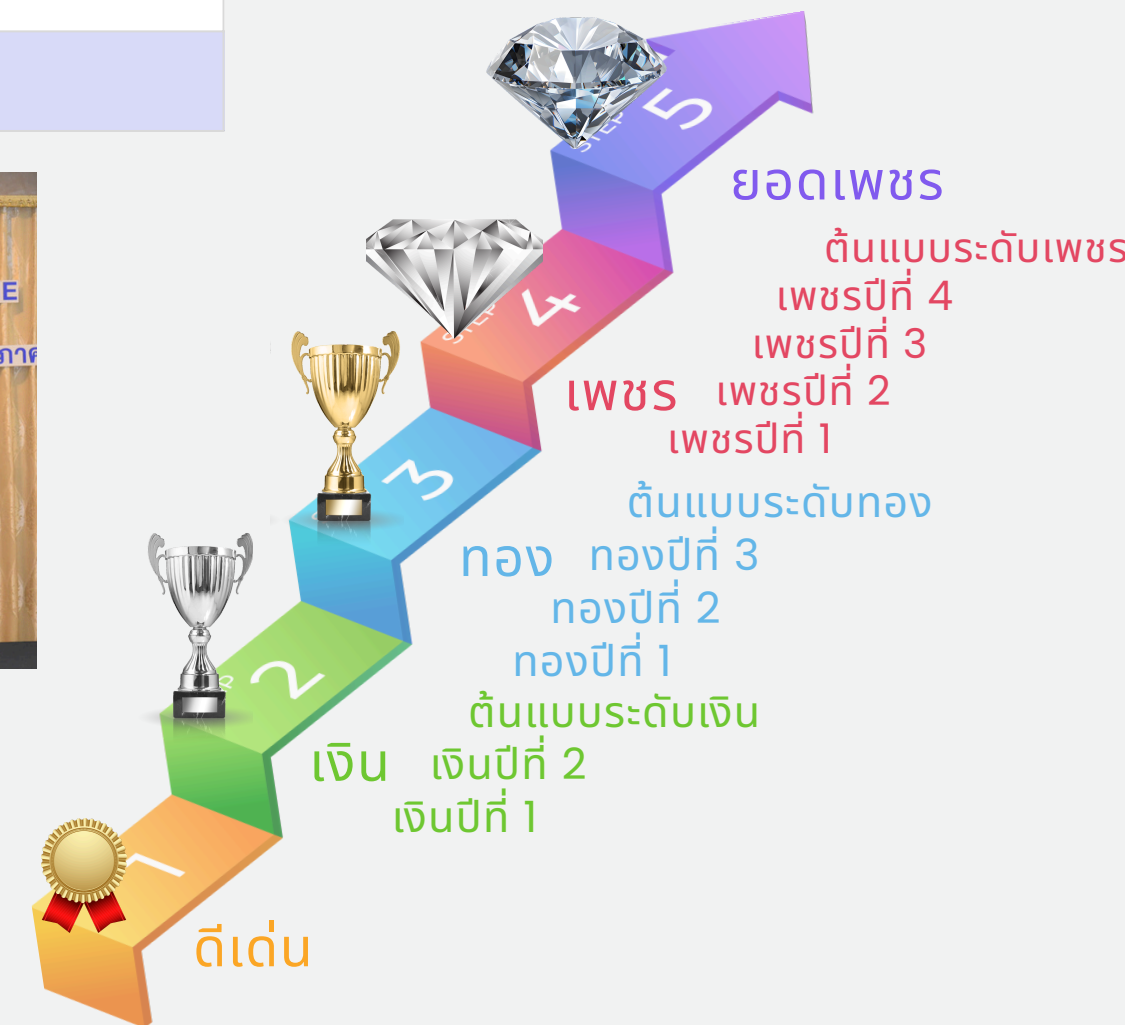 E
5
STEP
ยอดเพชร
ต้นแบบระดับเพชร
เพชรปีที่ 4
4
STEP
เพชรปีที่ 3
เพชร เพชรปีที่ 2
เพชรปีที่ 1
3
ต้นแบบระดับทอง
ทอง ทองปีที่ 3
ทองปีที่ 2
2
ทองปีที่ 1
ต้นแบบระดับเงิน
เงิน เงินปีที่ 2
เงินปีที่ 1
1
ดีเด่น